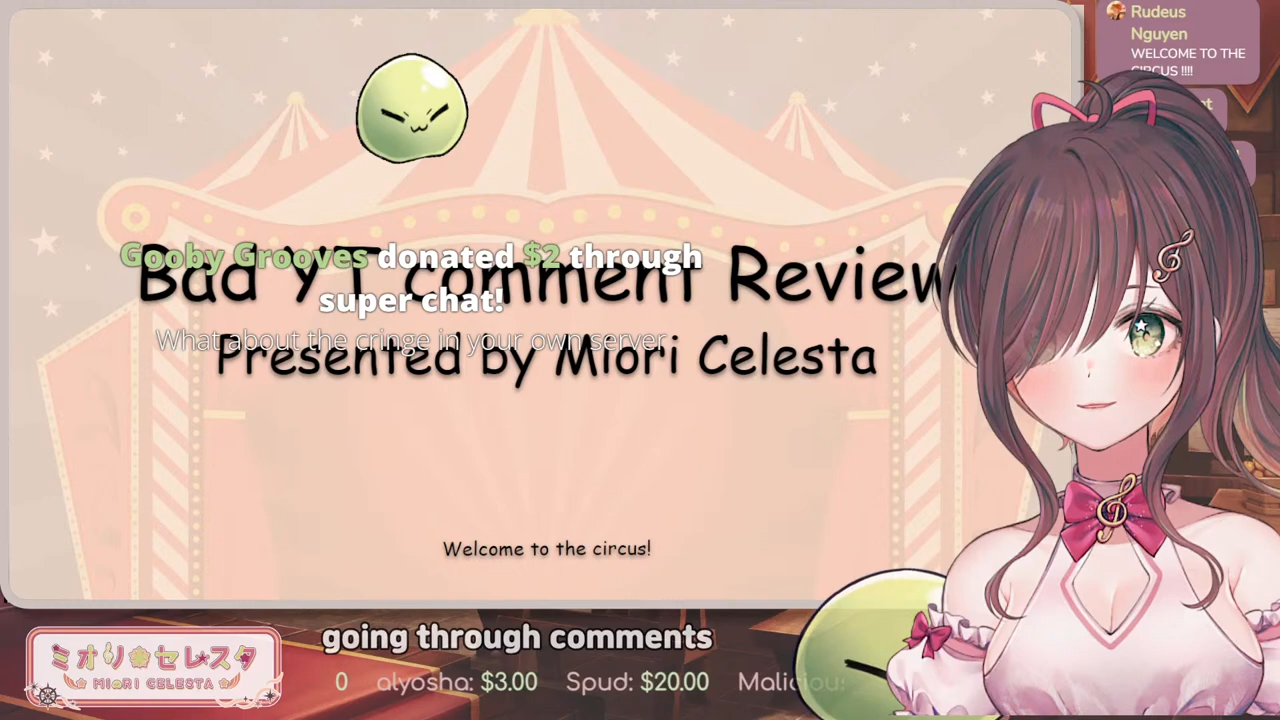 Rudeus
Nguyen
WELCOME TO THE
CIRCUS !!!!
Gooby Grooves donated $2 through
super chat!
What about the cringe in your own server
Bad YT comment Review
Presented by Miori Celesta
Welcome to the circus!
going through comments
0 alyosha: $3.00 Spud: $20.00 Malicious:
ミオリセレスタ
MIORI CELESTA